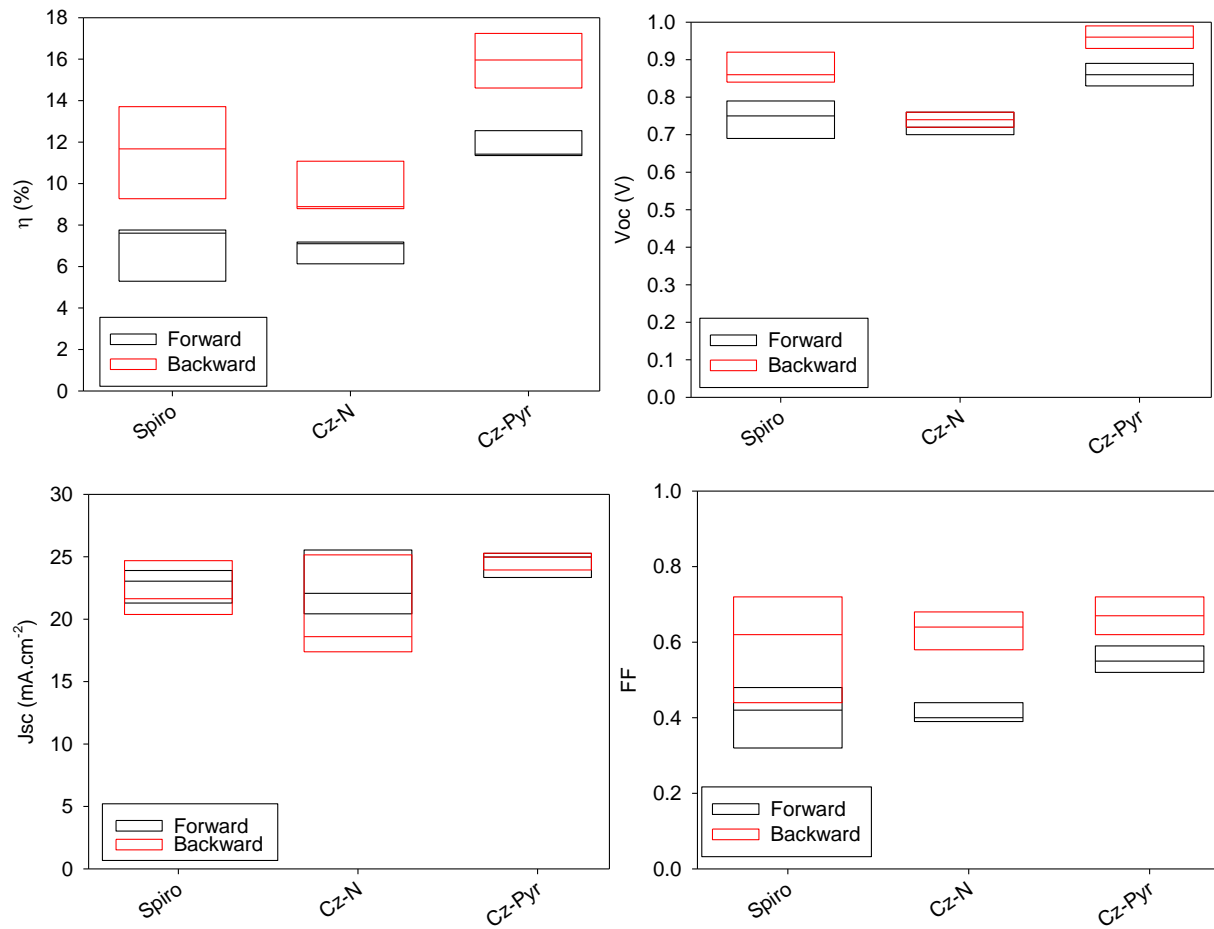 18
16
14
12
10
8
6
4
2
0
η (%)
Forward
Backward
Spiro
Cz-N
Cz-Pyr
1.0
0.9
0.8
0.7
0.6
0.5
0.4
0.3
0.2
0.1
0.0
Voc (V)
Forward
Backward
Spiro
Cz-N
Cz-Pyr
30
25
20
15
10
5
0
Jsc (mA.cm⁻²)
Forward
Backward
Spiro
Cz-N
Cz-Pyr
1.0
0.8
0.6
0.4
0.2
0.0
FF
Forward
Backward
Spiro
Cz-N
Cz-Pyr